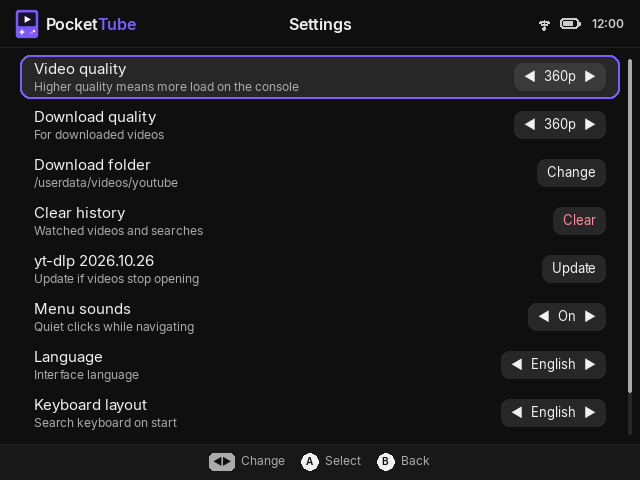 PocketTube
Settings
12:00
Video quality
Higher quality means more load on the console
◀ 360p ▶
Download quality
For downloaded videos
◀ 360p ▶
Download folder
/userdata/videos/youtube
Change
Clear history
Watched videos and searches
Clear
yt-dlp 2026.10.26
Update if videos stop opening
Update
Menu sounds
Quiet clicks while navigating
◀ On ▶
Language
Interface language
◀ English ▶
Keyboard layout
Search keyboard on start
◀ English ▶
◀▶ Change A Select B Back